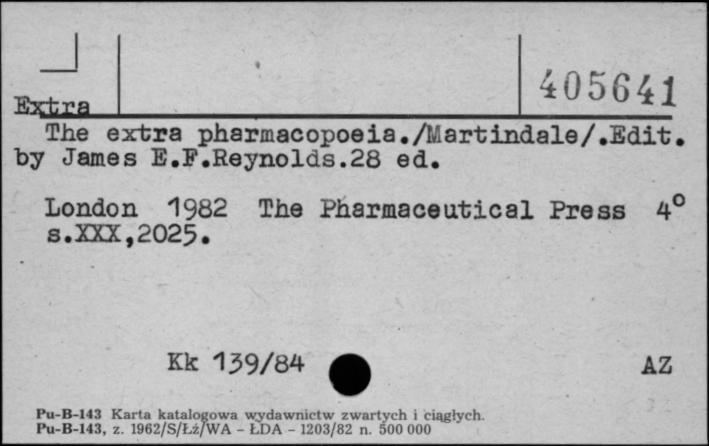 405641
Extra
The extra pharmacopoeia./Martindale/.Edit.
by James E.F.Reynolds.28 ed.
London 1982 The Pharmaceutical Press 4°
s.XXX,2025.
Kk 139/84 AZ
Pu-B-143 Karta katalogowa wydawnictw zwartych i ciągłych.
Pu-B-143, z. 1962/S/Łż/WA - ŁDA - 1203/82 n. 500 000